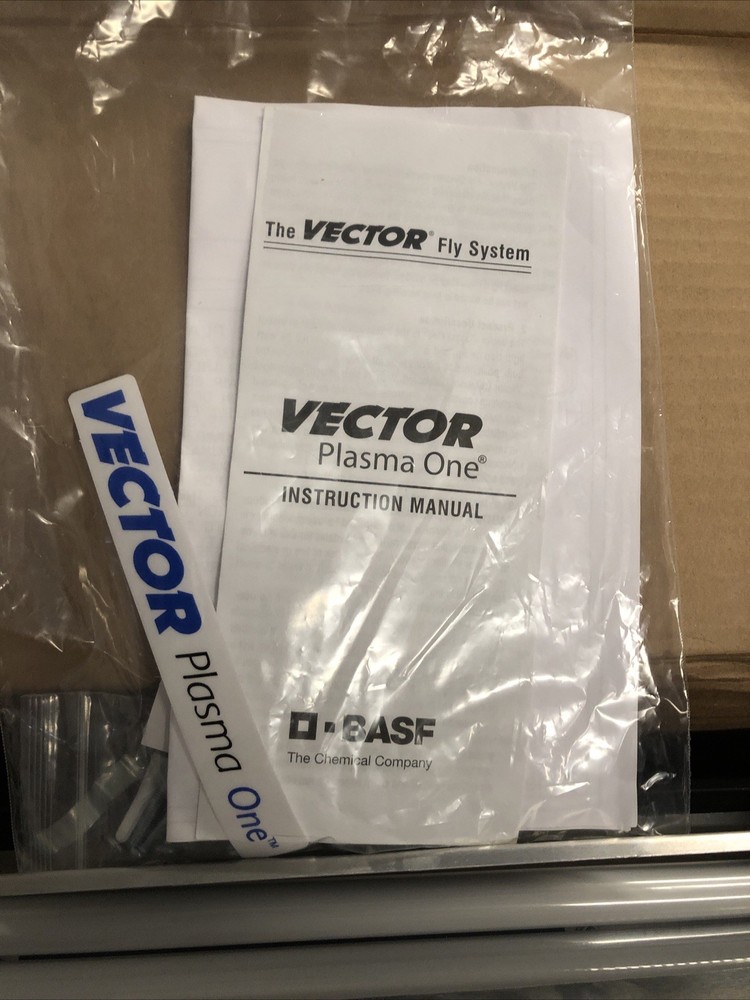 The VECTOR® Fly System
VECTOR
Plasma One®
INSTRUCTION MANUAL
BASF
The Chemical Company
VECTOR Plasma One™